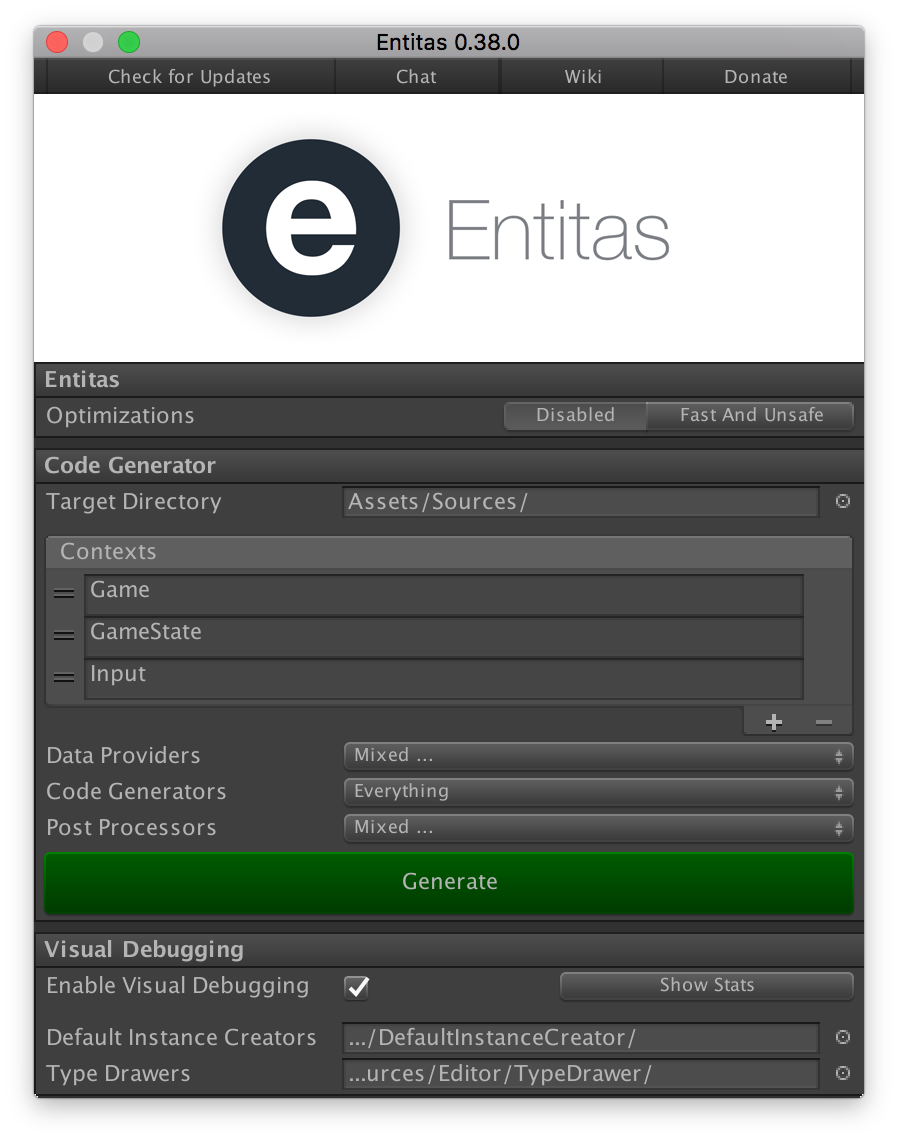 Entitas 0.38.0
Check for Updates Chat Wiki Donate
e Entitas
Entitas
Optimizations Disabled Fast And Unsafe
Code Generator
Target Directory Assets/Sources/
Contexts
Game
GameState
Input
Data Providers Mixed ...
Code Generators Everything
Post Processors Mixed ...
Generate
Visual Debugging
Enable Visual Debugging Show Stats
Default Instance Creators .../DefaultInstanceCreator/
Type Drawers ...urces/Editor/TypeDrawer/